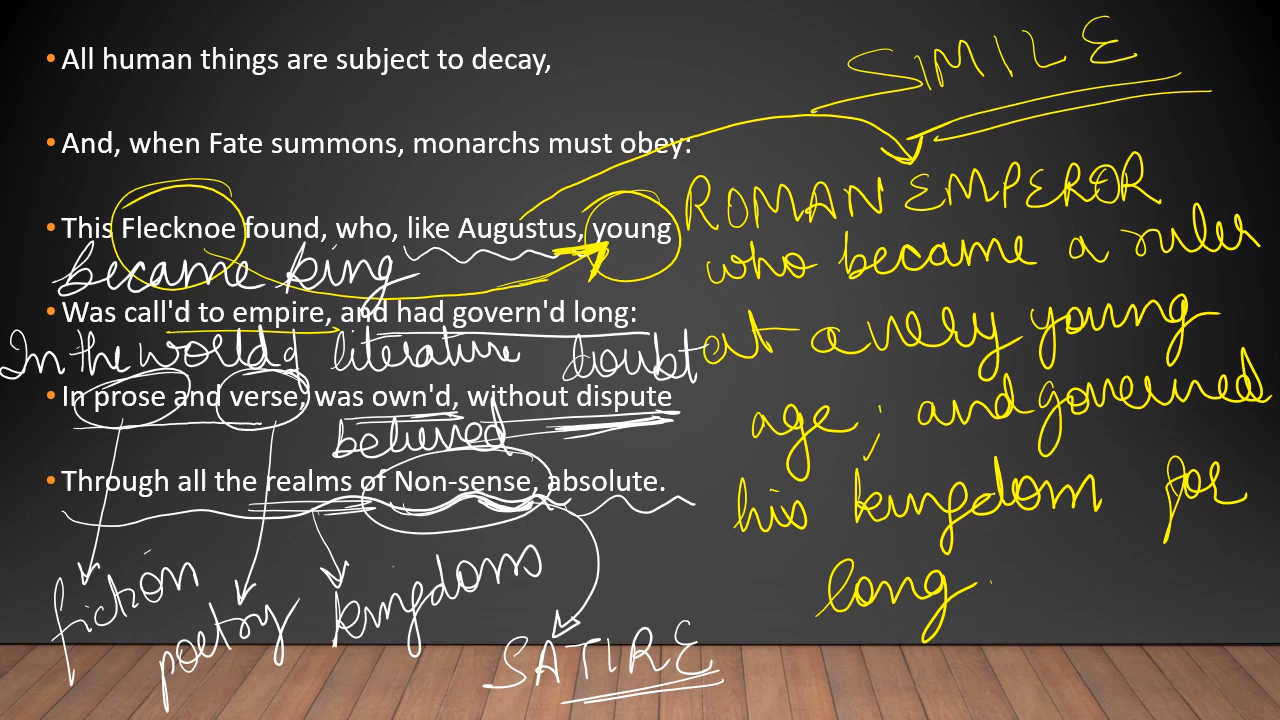 SIMILE
• All human things are subject to decay,
• And, when Fate summons, monarchs must obey:
• This Flecknoe found, who, like Augustus, young
became king
• Was call'd to empire, and had govern'd long:
In the world literature doubt
• In prose and verse, was own'd, without dispute
believed
• Through all the realms of Non-sense, absolute.
fiction
poetry
kingdoms
SATIRE
ROMAN EMPEROR
who became a ruler
at a very young
age; and governed
his kingdom for
long.